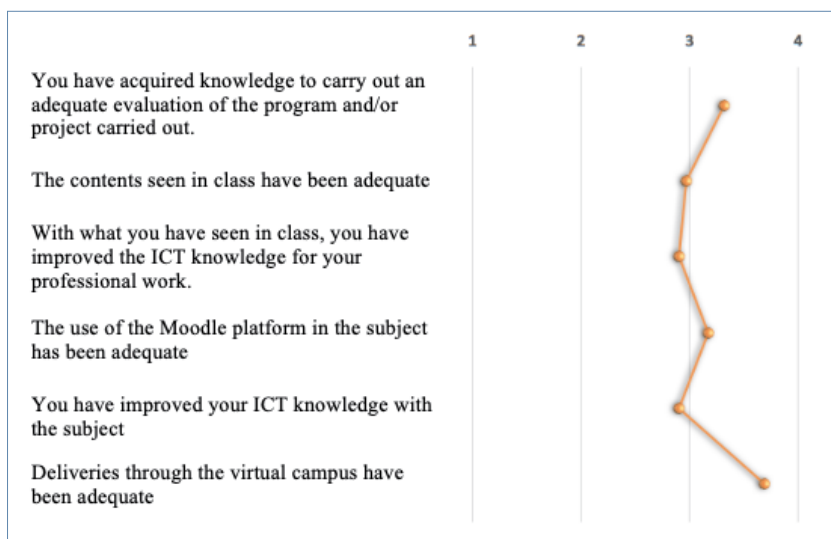 1 2 3 4
You have acquired knowledge to carry out an
adequate evaluation of the program and/or
project carried out.
The contents seen in class have been adequate
With what you have seen in class, you have
improved the ICT knowledge for your
professional work.
The use of the Moodle platform in the subject
has been adequate
You have improved your ICT knowledge with
the subject
Deliveries through the virtual campus have
been adequate